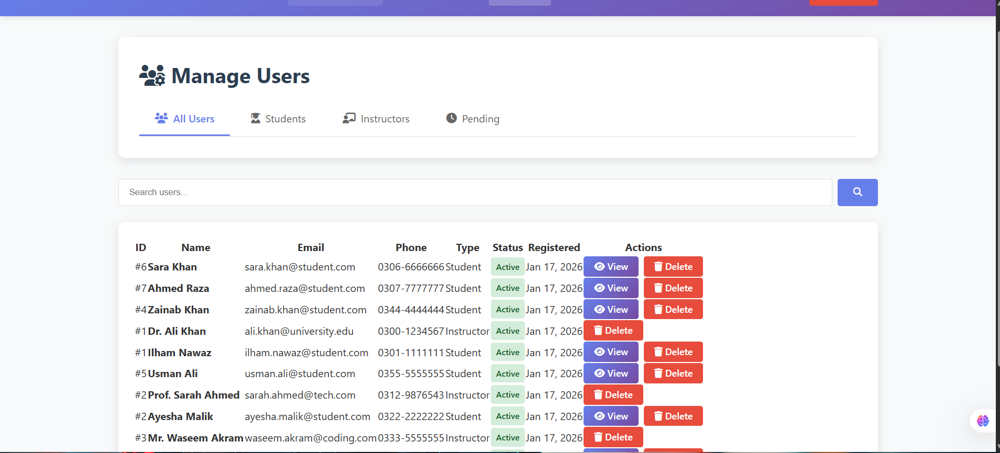 Manage Users
All Users Students Instructors Pending
Search users...
ID Name Email Phone Type Status Registered Actions
#6 Sara Khan sara.khan@student.com 0306-6666666 Student Active Jan 17, 2026 View Delete
#7 Ahmed Raza ahmed.raza@student.com 0307-7777777 Student Active Jan 17, 2026 View Delete
#4 Zainab Khan zainab.khan@student.com 0344-4444444 Student Active Jan 17, 2026 View Delete
#1 Dr. Ali Khan ali.khan@university.edu 0300-1234567 Instructor Active Jan 17, 2026 Delete
#1 Ilham Nawaz ilham.nawaz@student.com 0301-1111111 Student Active Jan 17, 2026 View Delete
#5 Usman Ali usman.ali@student.com 0355-5555555 Student Active Jan 17, 2026 View Delete
#2 Prof. Sarah Ahmed sarah.ahmed@tech.com 0312-9876543 Instructor Active Jan 17, 2026 Delete
#2 Ayesha Malik ayesha.malik@student.com 0322-2222222 Student Active Jan 17, 2026 View Delete
#3 Mr. Waseem Akram waseem.akram@coding.com 0333-5555555 Instructor Active Jan 17, 2026 Delete